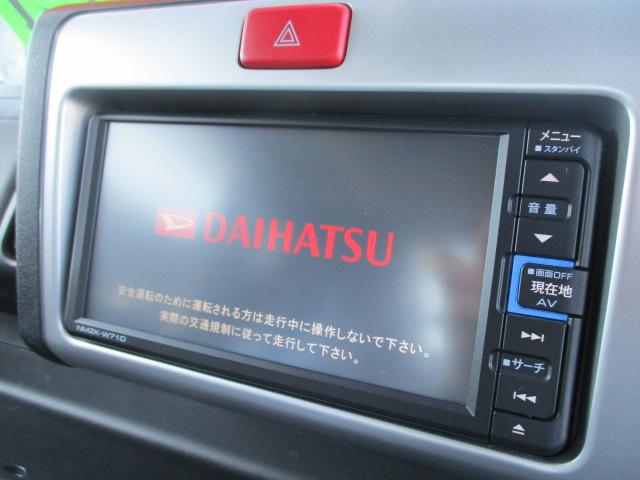 DAIHATSU
安全運転のために運転される方は走行中に操作しないで下さい。
実際の交通規制に従って走行して下さい。
NMZK-W71D
メニュー
■スタンバイ
音量
■画面OFF
現在地
AV
■サーチ